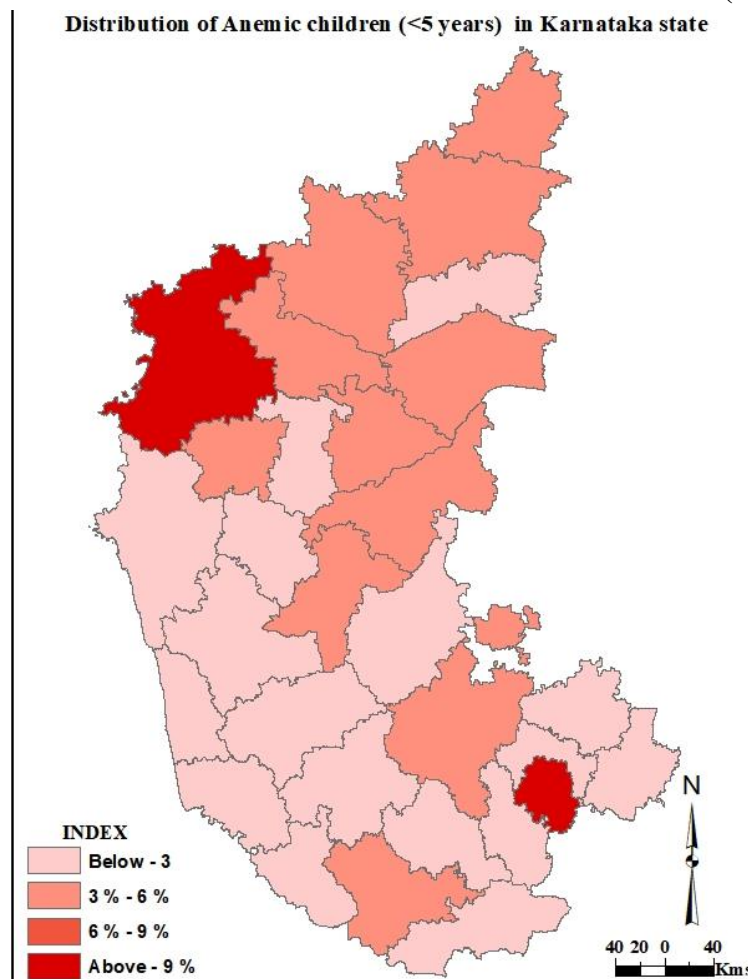 Distribution of Anemic children (<5 years) in Karnataka state
N
INDEX
Below - 3
3 % - 6 %
6 % - 9 %
Above - 9 %
40 20 0 40
Kms